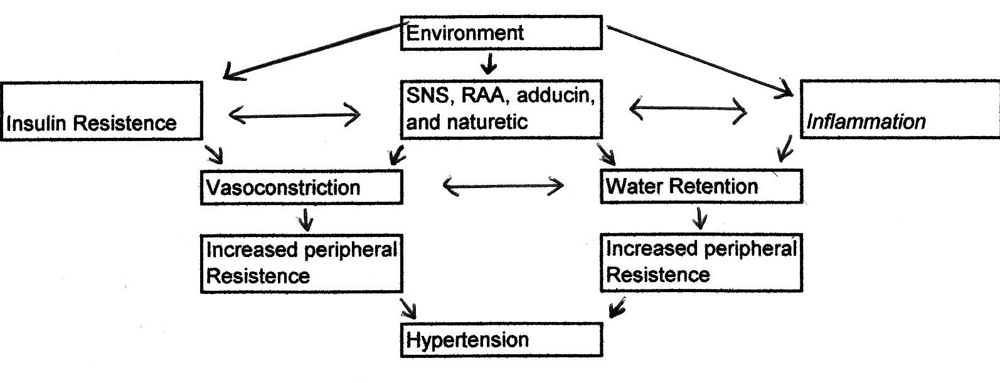 Environment
Insulin Resistence
SNS, RAA, adducin,
and naturetic
Inflammation
Vasoconstriction
Water Retention
Increased peripheral
Resistence
Increased peripheral
Resistence
Hypertension